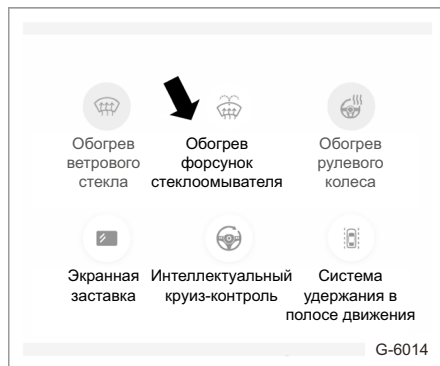 Обогрев
ветрового
стекла
Обогрев
форсунок
стеклоомывателя
Обогрев
рулевого
колеса
Экранная
заставка
Интеллектуальный
круиз-контроль
Система
удержания в
полосе движения
G-6014